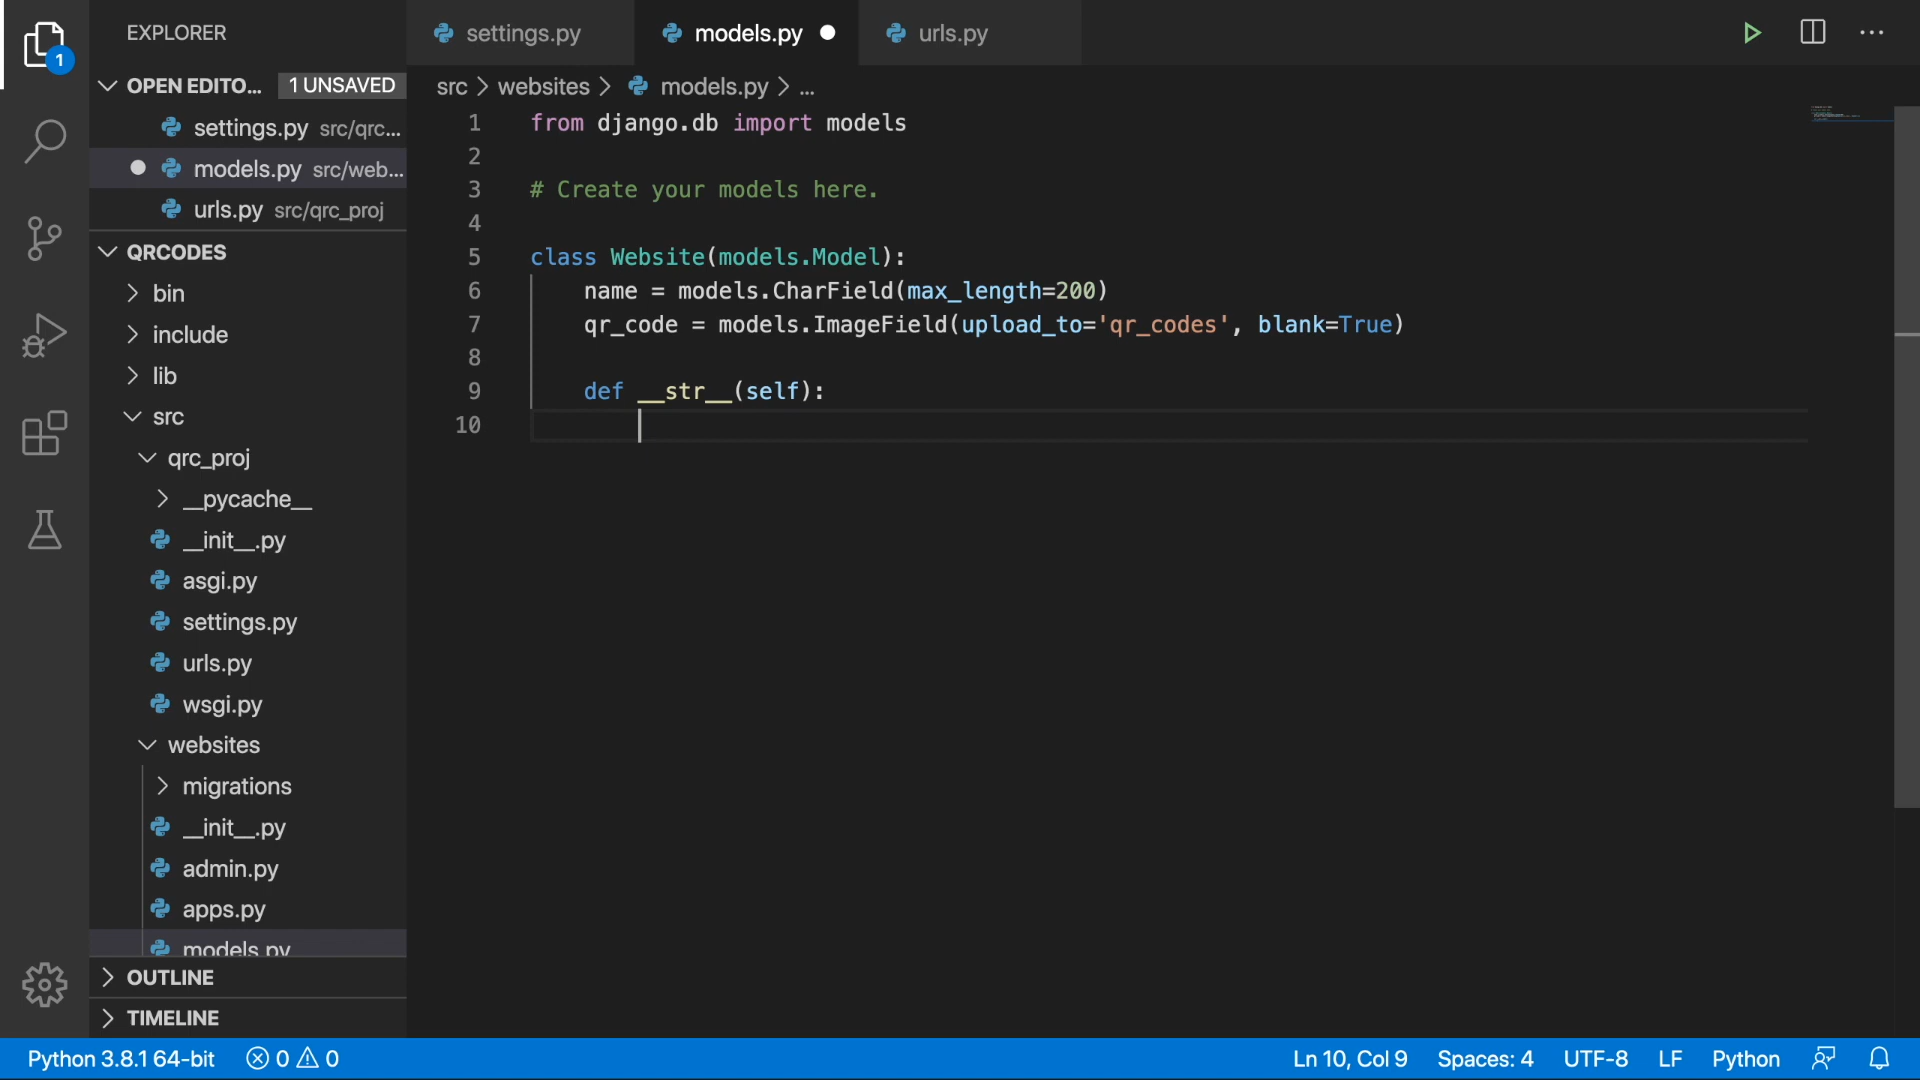 EXPLORER
settings.py
models.py
urls.py
1
OPEN EDITO... 1 UNSAVED
src > websites > models.py > ...
settings.py src/qrc...
models.py src/web...
urls.py src/qrc_proj
QRCODES
bin
include
lib
src
qrc_proj
__pycache__
__init__.py
asgi.py
settings.py
urls.py
wsgi.py
websites
migrations
__init__.py
admin.py
apps.py
models.py
OUTLINE
TIMELINE
1 from django.db import models
2
3 # Create your models here.
4
5 class Website(models.Model):
6 name = models.CharField(max_length=200)
7 qr_code = models.ImageField(upload_to='qr_codes', blank=True)
8
9 def __str__(self):
10
Python 3.8.1 64-bit 0 0 Ln 10, Col 9 Spaces: 4 UTF-8 LF Python